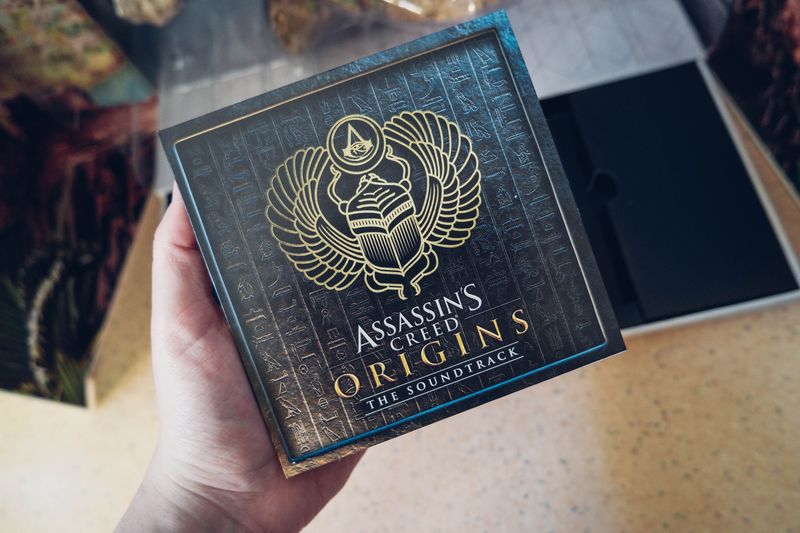 ASSASSIN'S
CREED
ORIGINS
THE SOUNDTRACK